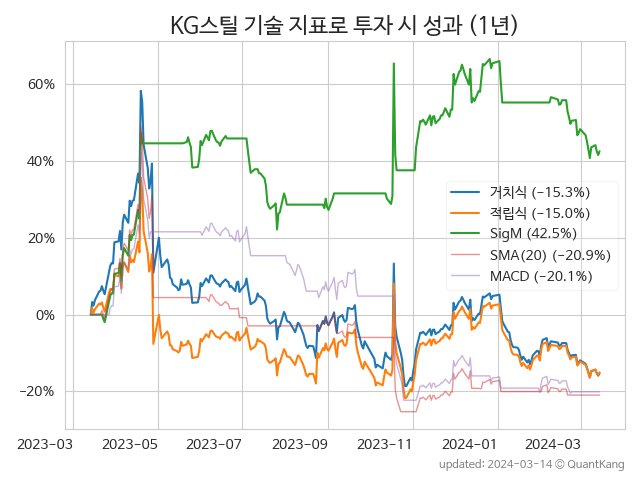 KG스틸 기술 지표로 투자 시 성과 (1년)
60%
40%
20%
0%
−20%
거치식 (−15.3%)
적립식 (−15.0%)
SigM (42.5%)
SMA(20) (−20.9%)
MACD (−20.1%)
2023-03
2023-05
2023-07
2023-09
2023-11
2024-01
2024-03
updated: 2024-03-14 ⓒ QuantKang